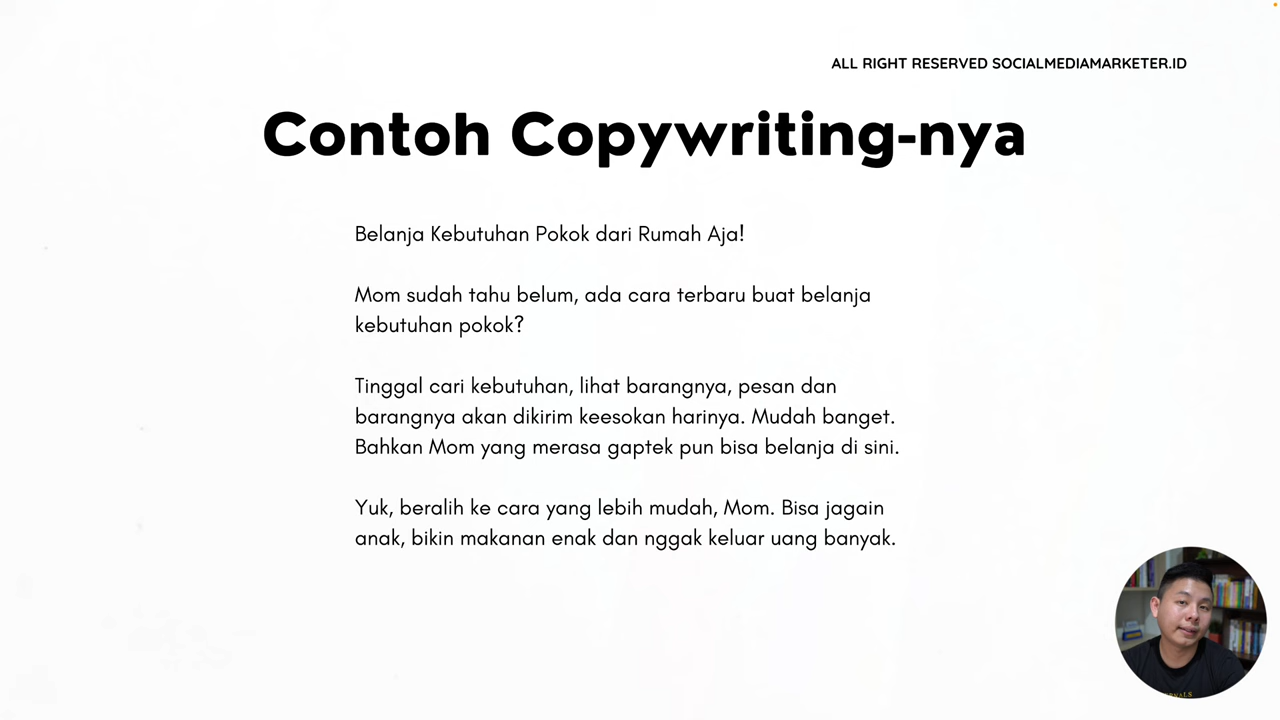 ALL RIGHT RESERVED SOCIALMEDIAMARKETER.ID
Contoh Copywriting-nya
Belanja Kebutuhan Pokok dari Rumah Aja!
Mom sudah tahu belum, ada cara terbaru buat belanja
kebutuhan pokok?
Tinggal cari kebutuhan, lihat barangnya, pesan dan
barangnya akan dikirim keesokan harinya. Mudah banget.
Bahkan Mom yang merasa gaptek pun bisa belanja di sini.
Yuk, beralih ke cara yang lebih mudah, Mom. Bisa jagain
anak, bikin makanan enak dan nggak keluar uang banyak.